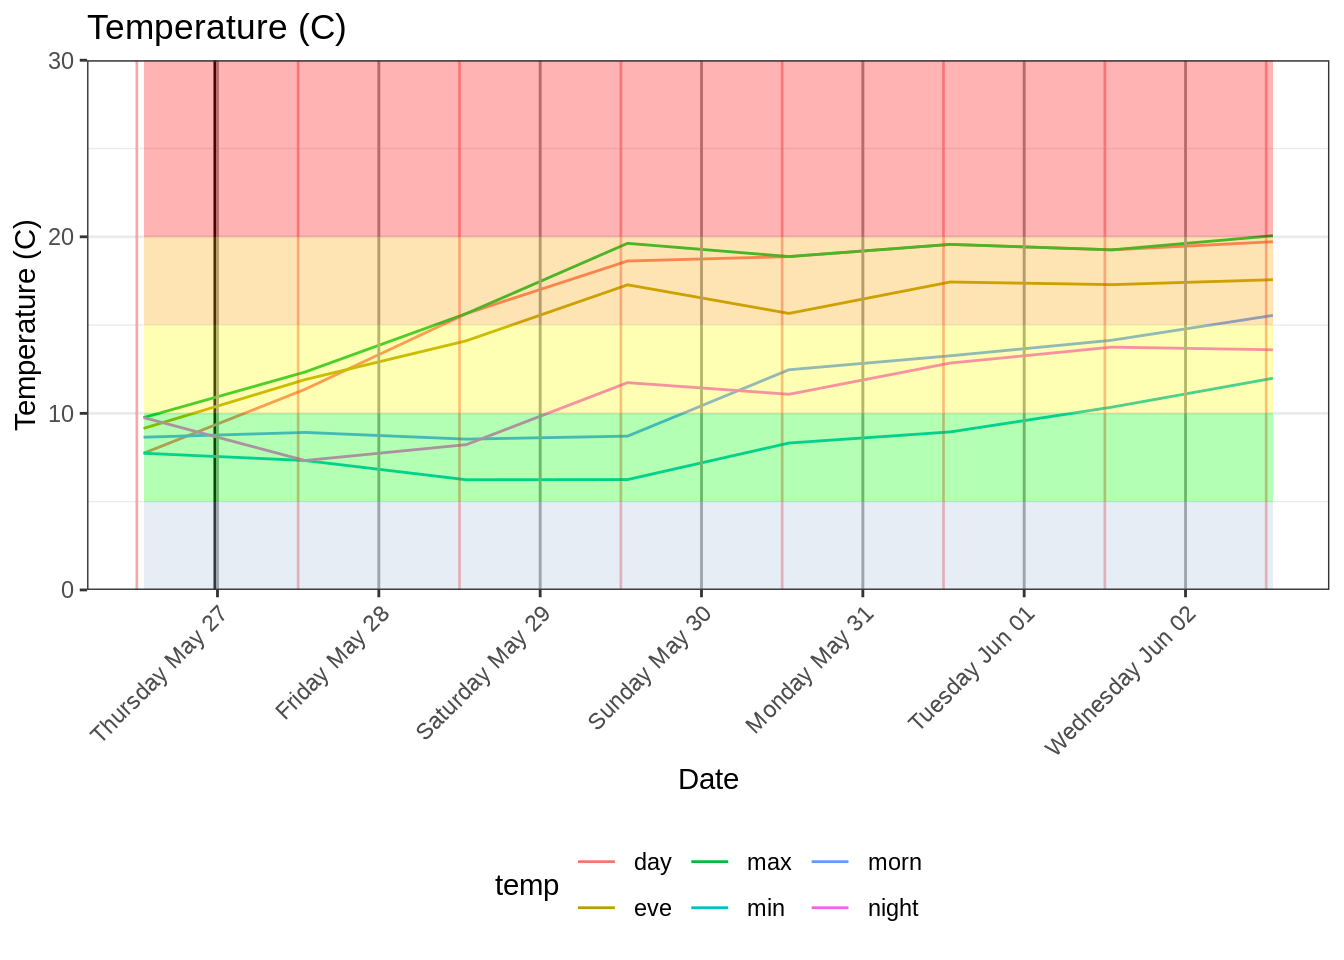 Temperature (C)
Temperature (C)
30
20
10
0
Thursday May 27
Friday May 28
Saturday May 29
Sunday May 30
Monday May 31
Tuesday Jun 01
Wednesday Jun 02
Date
temp
day
max
morn
eve
min
night